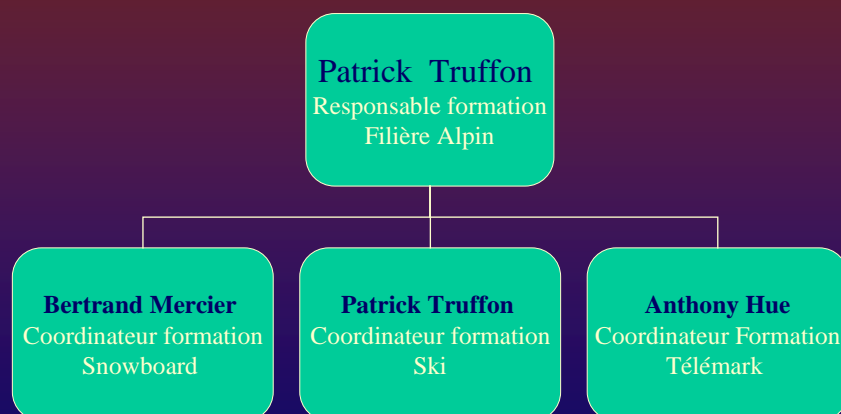 Patrick Truffon
Responsable formation
Filière Alpin
Bertrand Mercier
Coordinateur formation
Snowboard
Patrick Truffon
Coordinateur formation
Ski
Anthony Hue
Coordinateur Formation
Télémark